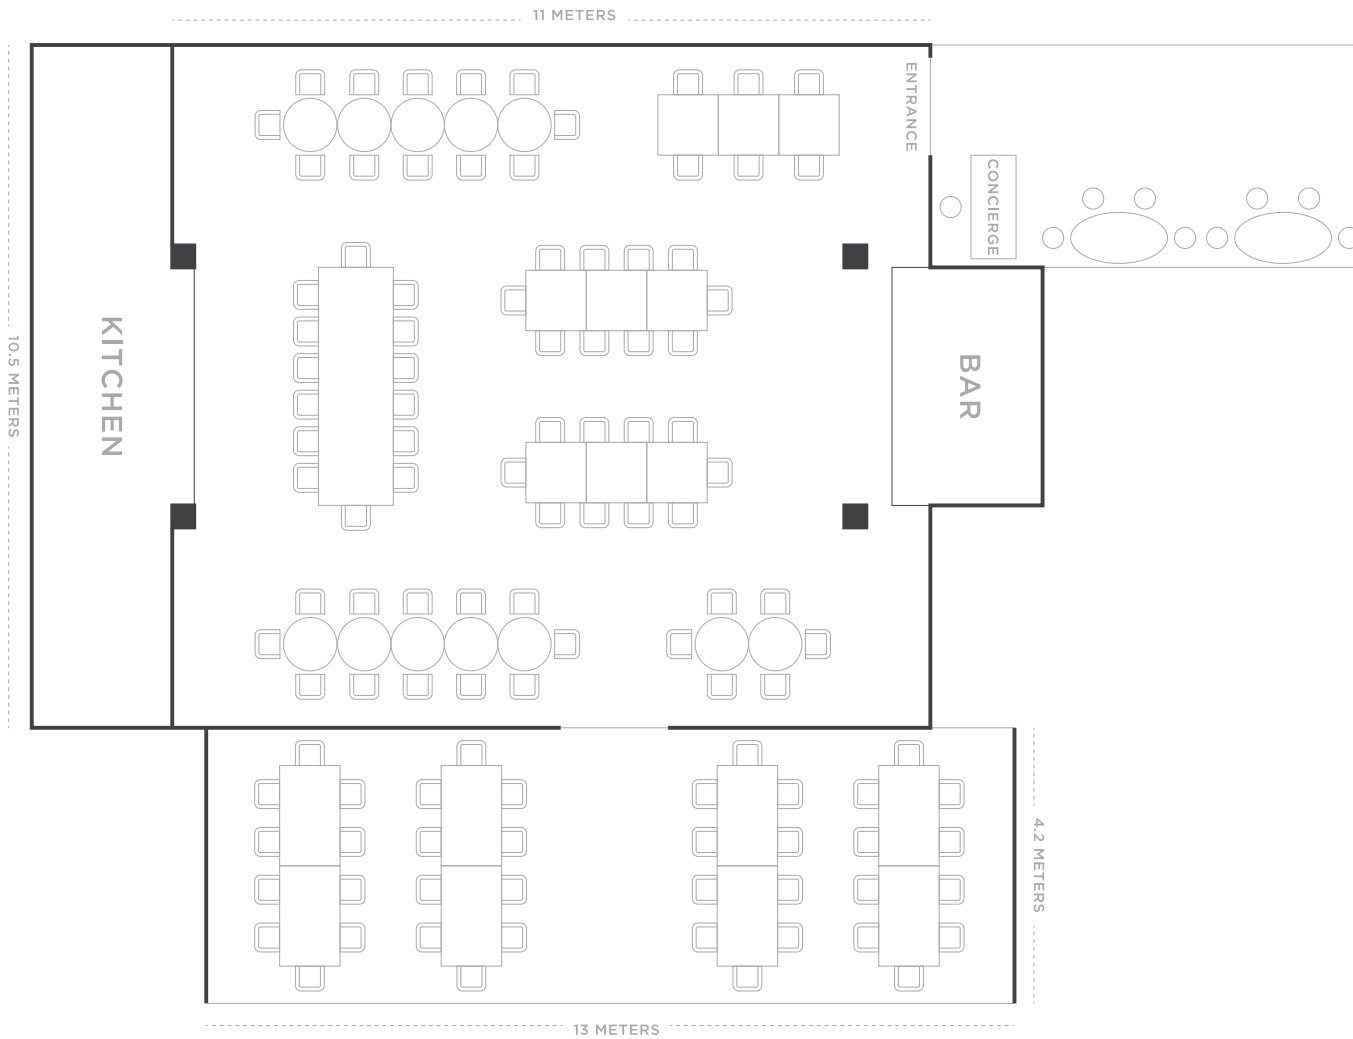 11 METERS
ENTRANCE
CONCIERGE
10.5 METERS
KITCHEN
BAR
4.2 METERS
13 METERS